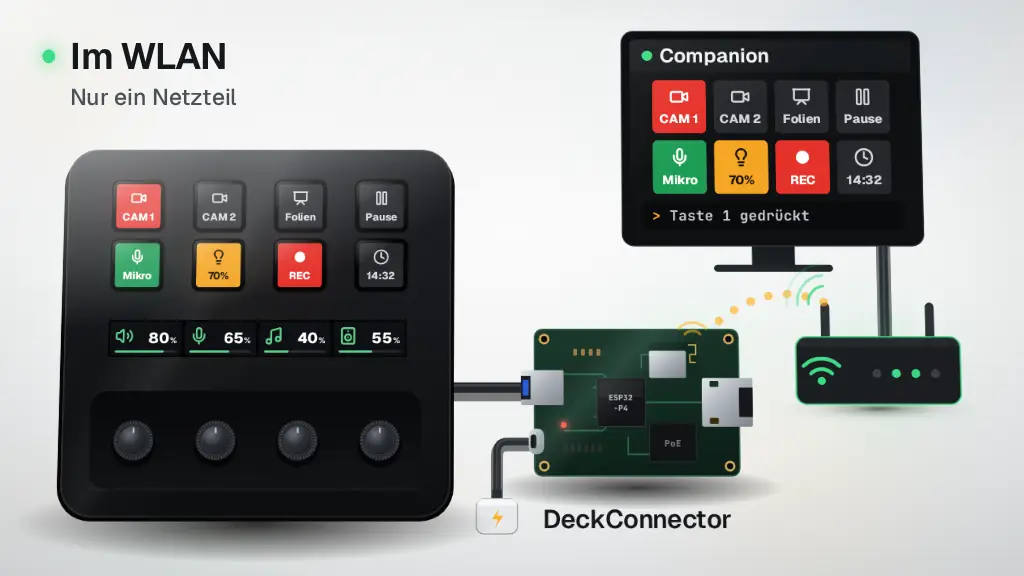 Im WLAN
Nur ein Netzteil
CAM 1
CAM 2
Folien
Pause
Mikro
70%
REC
14:32
80%
65%
40%
55%
Companion
CAM 1
CAM 2
Folien
Pause
Mikro
70%
REC
14:32
> Taste 1 gedrückt
ESP32
-P4
PoE
DeckConnector